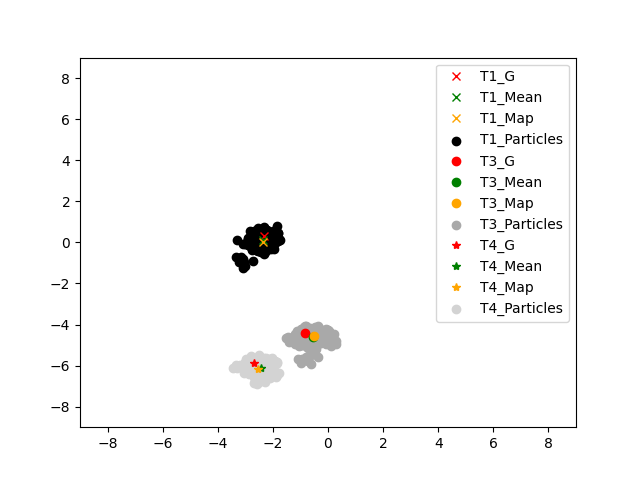 8
6
4
2
0
−2
−4
−6
−8
−8 −6 −4 −2 0 2 4 6 8
T1_G
T1_Mean
T1_Map
T1_Particles
T3_G
T3_Mean
T3_Map
T3_Particles
T4_G
T4_Mean
T4_Map
T4_Particles